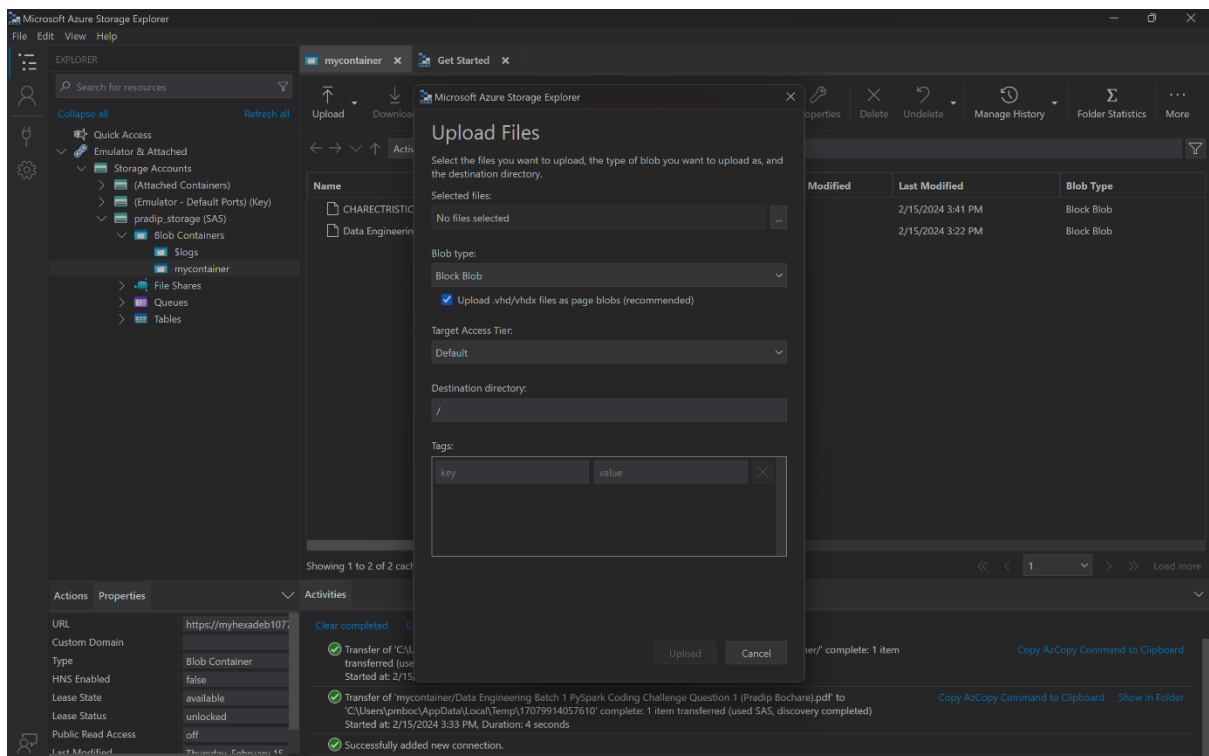 Microsoft Azure Storage Explorer
File Edit View Help
EXPLORER
Search for resources
Collapse all Refresh all
Quick Access
Emulator & Attached
Storage Accounts
(Attached Containers)
(Emulator - Default Ports) (Key)
pradip_storage (SAS)
Blob Containers
$logs
mycontainer
File Shares
Queues
Tables
mycontainer Get Started
Upload Delete Undelete Manage History Folder Statistics More
Name Modified Last Modified Blob Type
CHARECTRISTIC 2/15/2024 3:41 PM Block Blob
Data Engineerin 2/15/2024 3:22 PM Block Blob
Showing 1 to 2 of 2 1 Load more
Microsoft Azure Storage Explorer
Upload Files
Select the files you want to upload, the type of blob you want to upload as, and
the destination directory.
Selected files:
No files selected ...
Blob type:
Block Blob
Upload .vhd/vhdx files as page blobs (recommended)
Target Access Tier:
Default
Destination directory:
/
Tags:
key value
Upload Cancel
Actions Properties
URL https://myhexadeb107
Custom Domain
Type Blob Container
HNS Enabled false
Lease State available
Lease Status unlocked
Public Read Access off
Last Modified Thursday, February 15
Activities
Clear completed
Transfer of 'C:\U er/' complete: 1 item Copy AzCopy Command to Clipboard
transferred (use
Started at: 2/15
Transfer of 'mycontainer/Data Engineering Batch 1 PySpark Coding Challenge Question 1 (Pradip Bochare).pdf' to Copy AzCopy Command to Clipboard Show in Folder
'C:\Users\pmboc\AppData\Local\Temp\17079914057610' complete: 1 item transferred (used SAS, discovery completed)
Started at: 2/15/2024 3:33 PM, Duration: 4 seconds
Successfully added new connection.